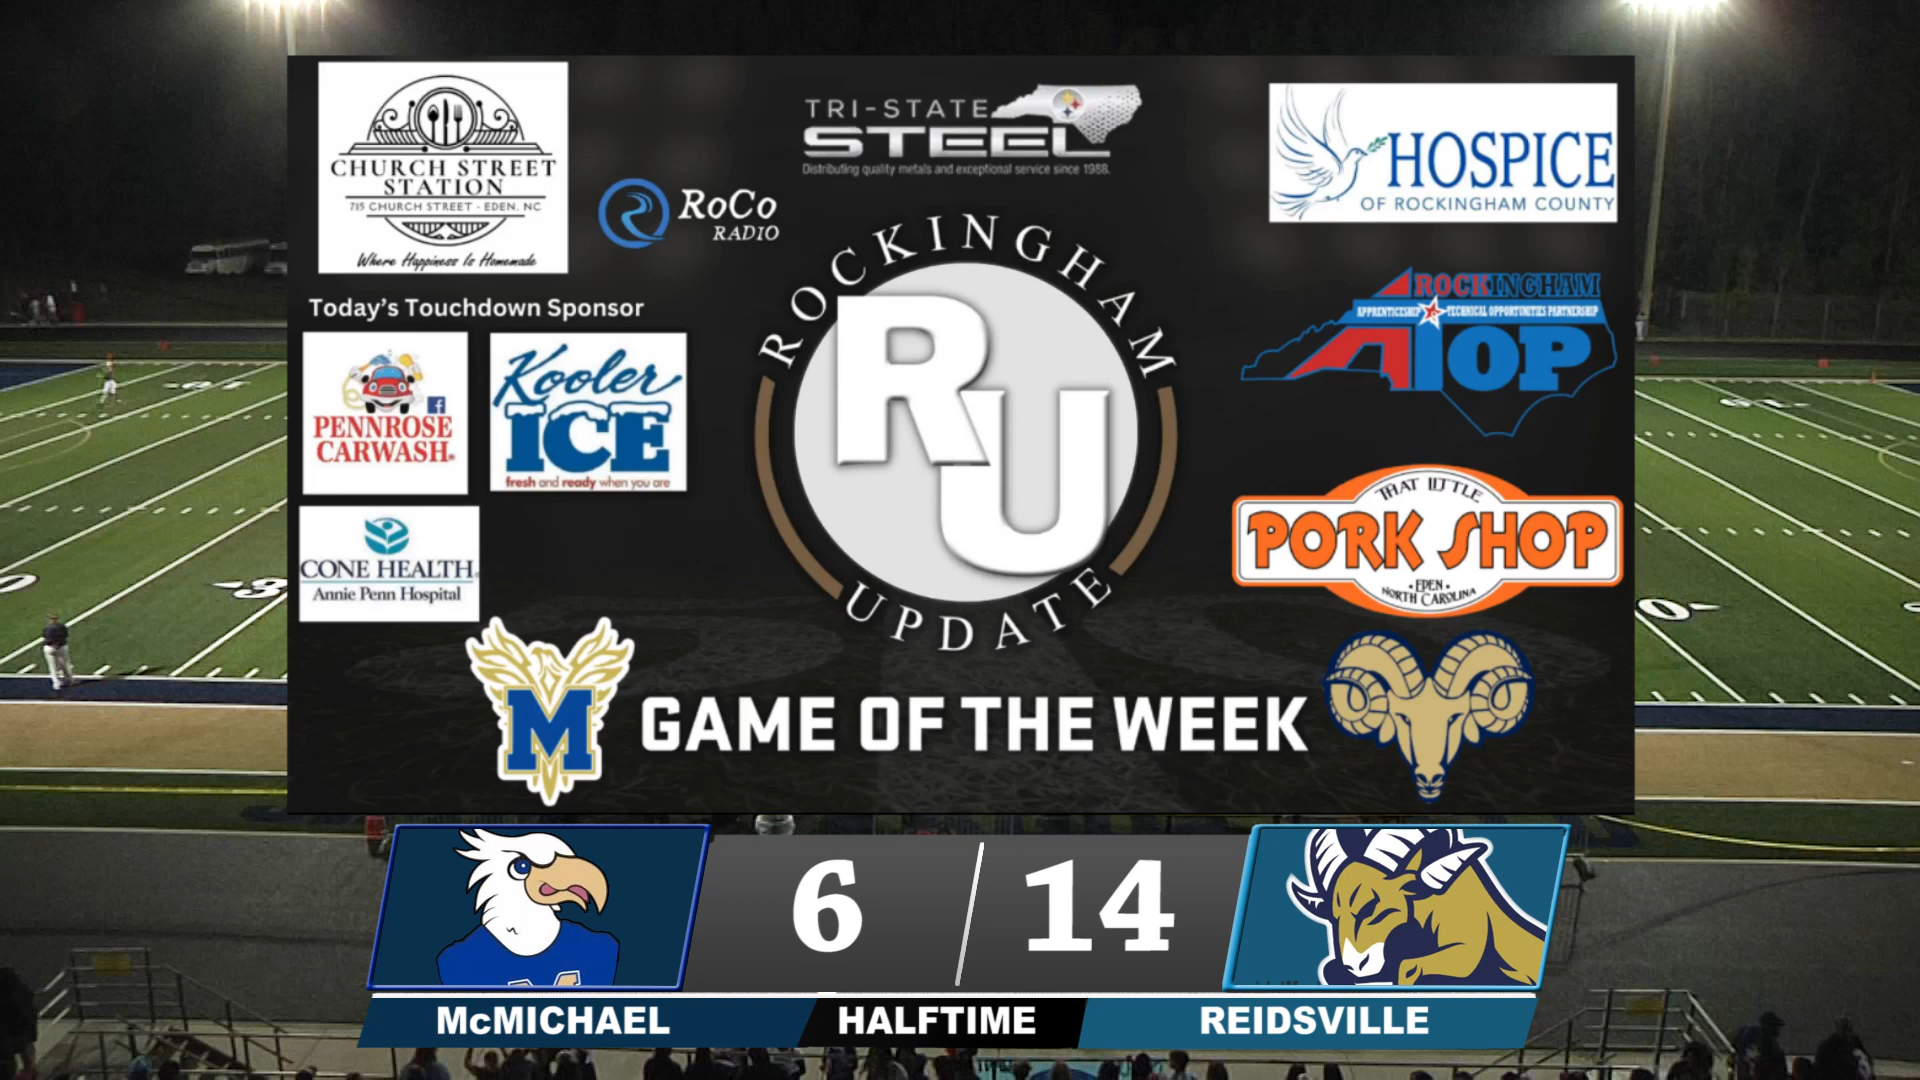 CHURCH STREET
STATION
715 CHURCH STREET - EDEN, NC
Where Happiness Is Homemade
RoCo
RADIO
TRI-STATE
STEEL
Distributing quality metals and exceptional service since 1988.
HOSPICE
OF ROCKINGHAM COUNTY
Today's Touchdown Sponsor
PENNROSE
CARWASH
f
Kooler
ICE
fresh and ready when you are
CONE HEALTH
Annie Penn Hospital
ROCKINGHAM
RU
UPDATE
ROCKINGHAM
APPRENTICESHIP TECHNICAL OPPORTUNITIES PARTNERSHIP
ATOP
THAT LITTLE
PORK SHOP
• EDEN •
NORTH CAROLINA
M
GAME OF THE WEEK
6
14
McMICHAEL
HALFTIME
REIDSVILLE